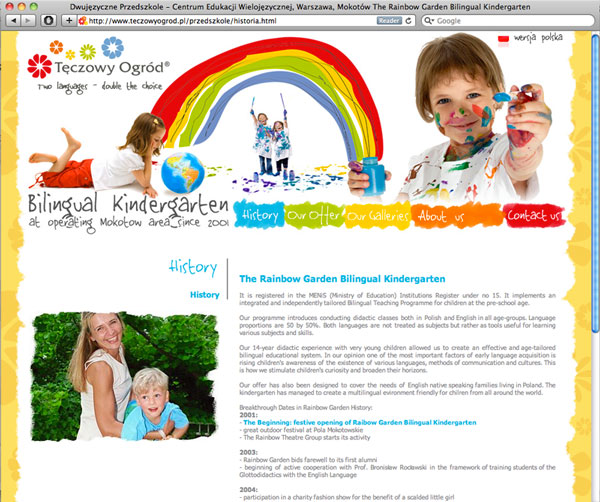 Dwujęzyczne Przedszkole – Centrum Edukacji Wielojęzycznej, Warszawa, Mokotów The Rainbow Garden Bilingual Kindergarten
http://www.teczowyogrod.pl/przedszkole/historia.html
Reader
Google
wersja polska
Tęczowy Ogród®
Two languages - double the choice
Bilingual Kindergarten
at operating Mokotow area since 2001
History
Our Offer
Our Galleries
About us
Contact us
History
History
The Rainbow Garden Bilingual Kindergarten
It is registered in the MENiS (Ministry of Education) Institutions Register under no 15. It implements an
integrated and independently tailored Bilingual Teaching Programme for children at the pre-school age.
Our programme introduces conducting didactic classes both in Polish and English in all age-groups. Language
proportions are 50 by 50%. Both languages are not treated as subjects but rather as tools useful for learning
various subjects and skills.
Our 14-year didactic experience with very young children allowed us to create an effective and age-tailored
bilingual educational system. In our opinion one of the most important factors of early language acquisition is
rising children's awareness of the existence of various languages, methods of communication and cultures. This
is how we stimulate children's curiosity and broaden their horizons.
Our offer has also been designed to cover the needs of English native speaking families living in Poland. The
kindergarten has managed to create a multilingual evironment friendly for chidren from all around the world.
Breakthrough Dates in Rainbow Garden History:
2001:
- The Beginning: festive opening of Raibow Garden Bilingual Kindergarten
- great outdoor festival at Pola Mokotowskie
- The Rainbow Theatre Group starts its activity
2003:
- Rainbow Garden bids farewell to its first alumni
- beginning of active cooperation with Prof. Bronisław Rocławski in the framework of training students of the
Glottodidactics with the English Language
2004:
- participation in a charity fashion show for the benefit of a scalded little girl